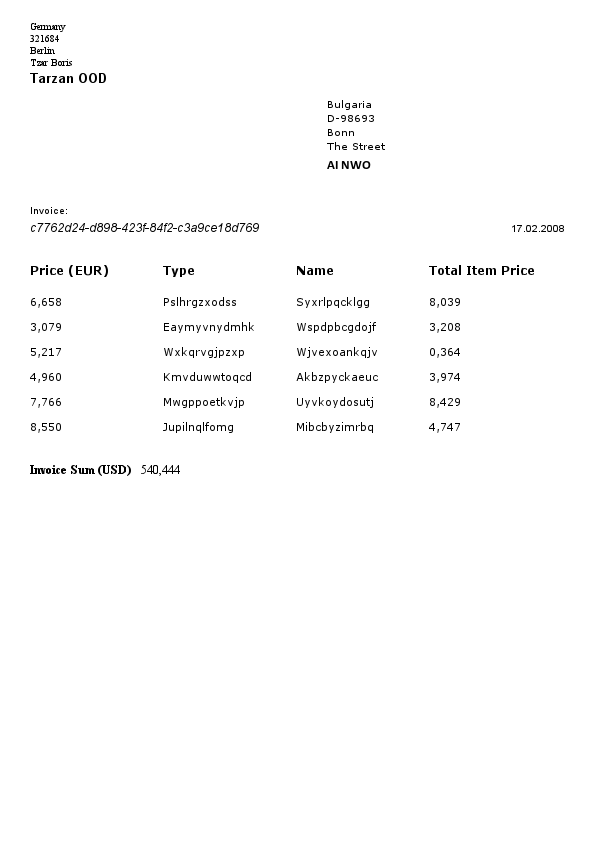 Germany
321684
Berlin
Tzar Boris
Tarzan OOD
Bulgaria
D-98693
Bonn
The Street
AI NWO
Invoice:
c7762d24-d898-423f-84f2-c3a9ce18d769 17.02.2008
Price (EUR) Type Name Total Item Price
6,658 Pslhrgzxodss Syxrlpqcklgg 8,039
3,079 Eaymyvnydmhk Wspdpbcgdojf 3,208
5,217 Wxkqrvgjpzxp Wjvexoankqjv 0,364
4,960 Kmvduwwtoqcd Akbzpyckaeuc 3,974
7,766 Mwgppoetkvjp Uyvkoydosutj 8,429
8,550 Jupilnqlfomg Mibcbyzimrbq 4,747
Invoice Sum (USD) 540,444